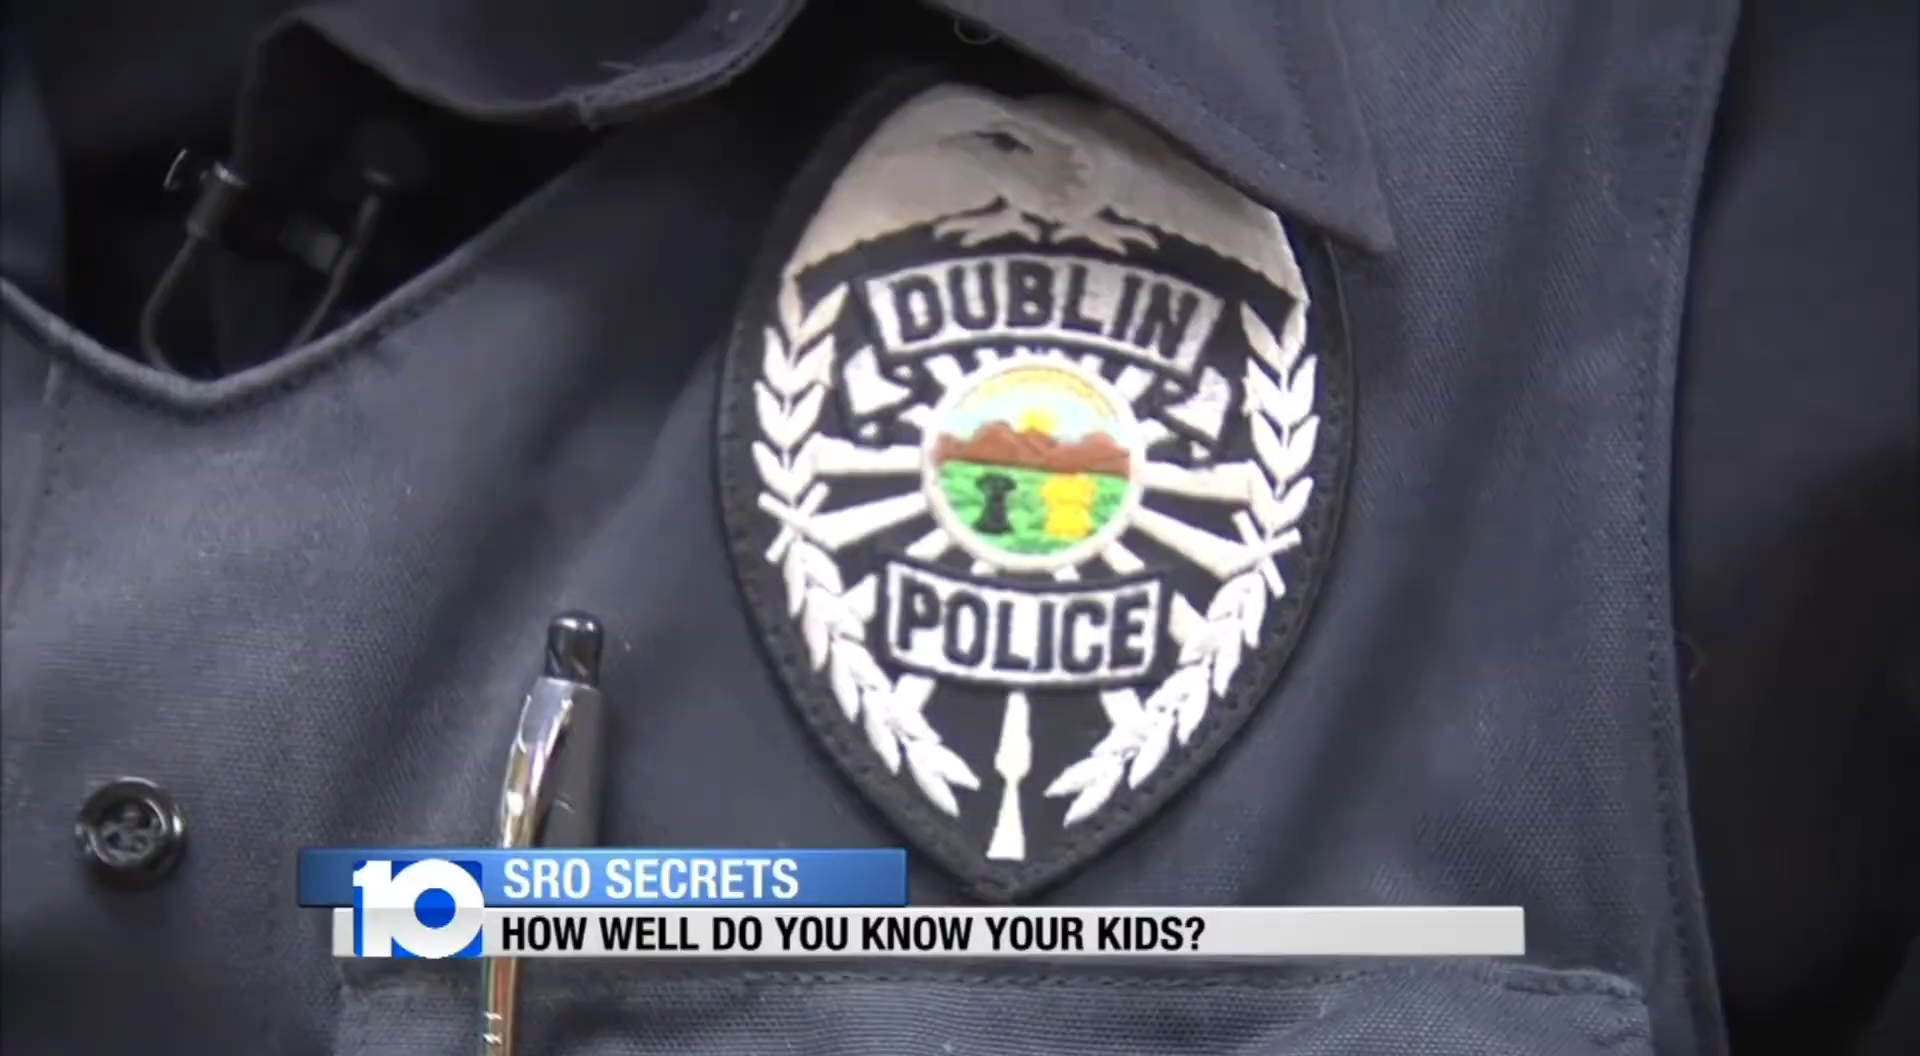 DUBLIN
POLICE
10
SRO SECRETS
HOW WELL DO YOU KNOW YOUR KIDS?